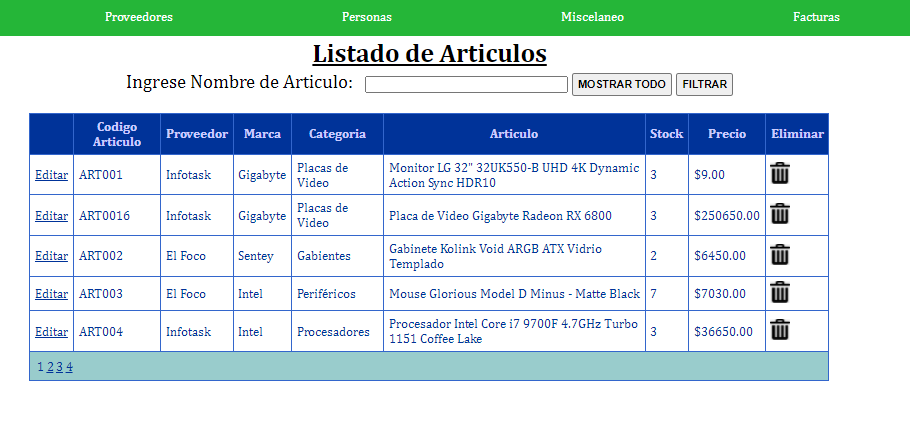 Proveedores Personas Miscelaneo Facturas
Listado de Articulos
Ingrese Nombre de Articulo: MOSTRAR TODO FILTRAR
Codigo Articulo Proveedor Marca Categoria Articulo Stock Precio Eliminar
Editar ART001 Infotask Gigabyte Placas de Video Monitor LG 32" 32UK550-B UHD 4K Dynamic Action Sync HDR10 3 $9.00
Editar ART0016 Infotask Gigabyte Placas de Video Placa de Video Gigabyte Radeon RX 6800 3 $250650.00
Editar ART002 El Foco Sentey Gabientes Gabinete Kolink Void ARGB ATX Vidrio Templado 2 $6450.00
Editar ART003 El Foco Intel Periféricos Mouse Glorious Model D Minus - Matte Black 7 $7030.00
Editar ART004 Infotask Intel Procesadores Procesador Intel Core i7 9700F 4.7GHz Turbo 1151 Coffee Lake 3 $36650.00
1 2 3 4